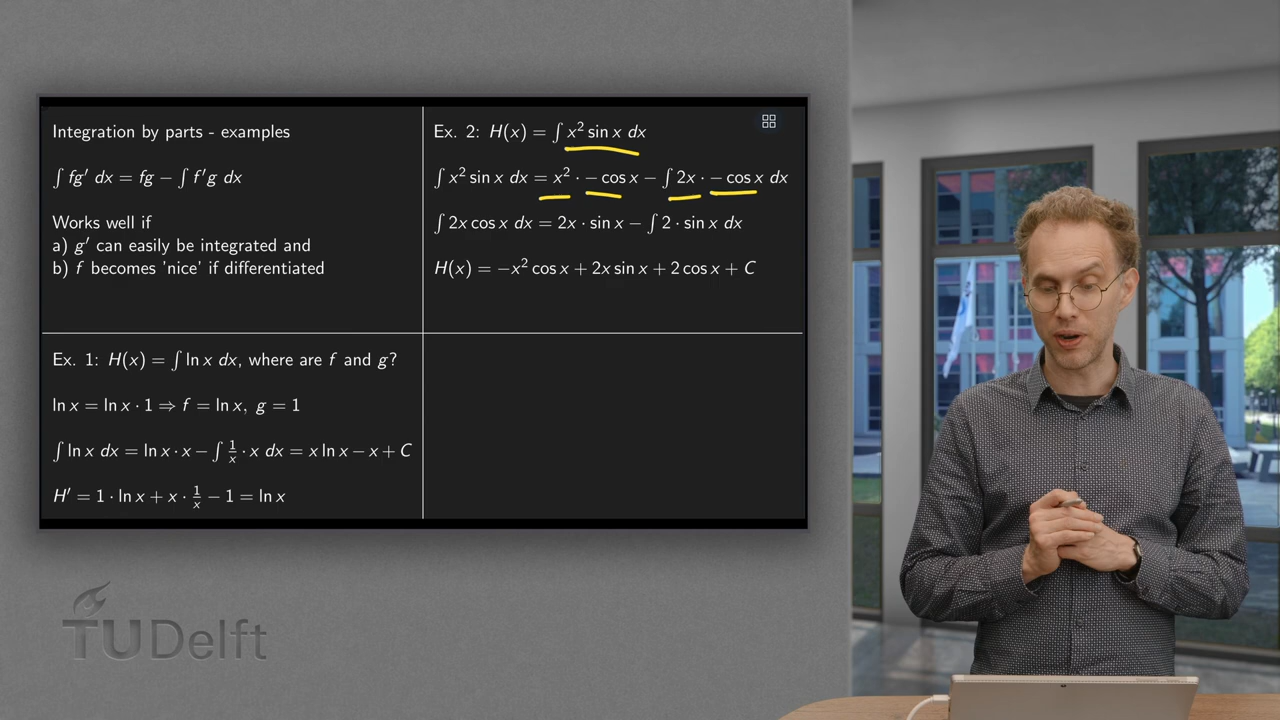 Integration by parts - examples
∫ fg′ dx = fg − ∫ f′g dx
Works well if
a) g′ can easily be integrated and
b) f becomes 'nice' if differentiated
Ex. 2: H(x) = ∫ x² sin x dx
∫ x² sin x dx = x² · − cos x − ∫ 2x · − cos x dx
∫ 2x cos x dx = 2x · sin x − ∫ 2 · sin x dx
H(x) = −x² cos x + 2x sin x + 2 cos x + C
Ex. 1: H(x) = ∫ ln x dx, where are f and g?
ln x = ln x · 1 ⇒ f = ln x, g = 1
∫ ln x dx = ln x · x − ∫ 1/x · x dx = x ln x − x + C
H′ = 1 · ln x + x · 1/x − 1 = ln x
TUDelft